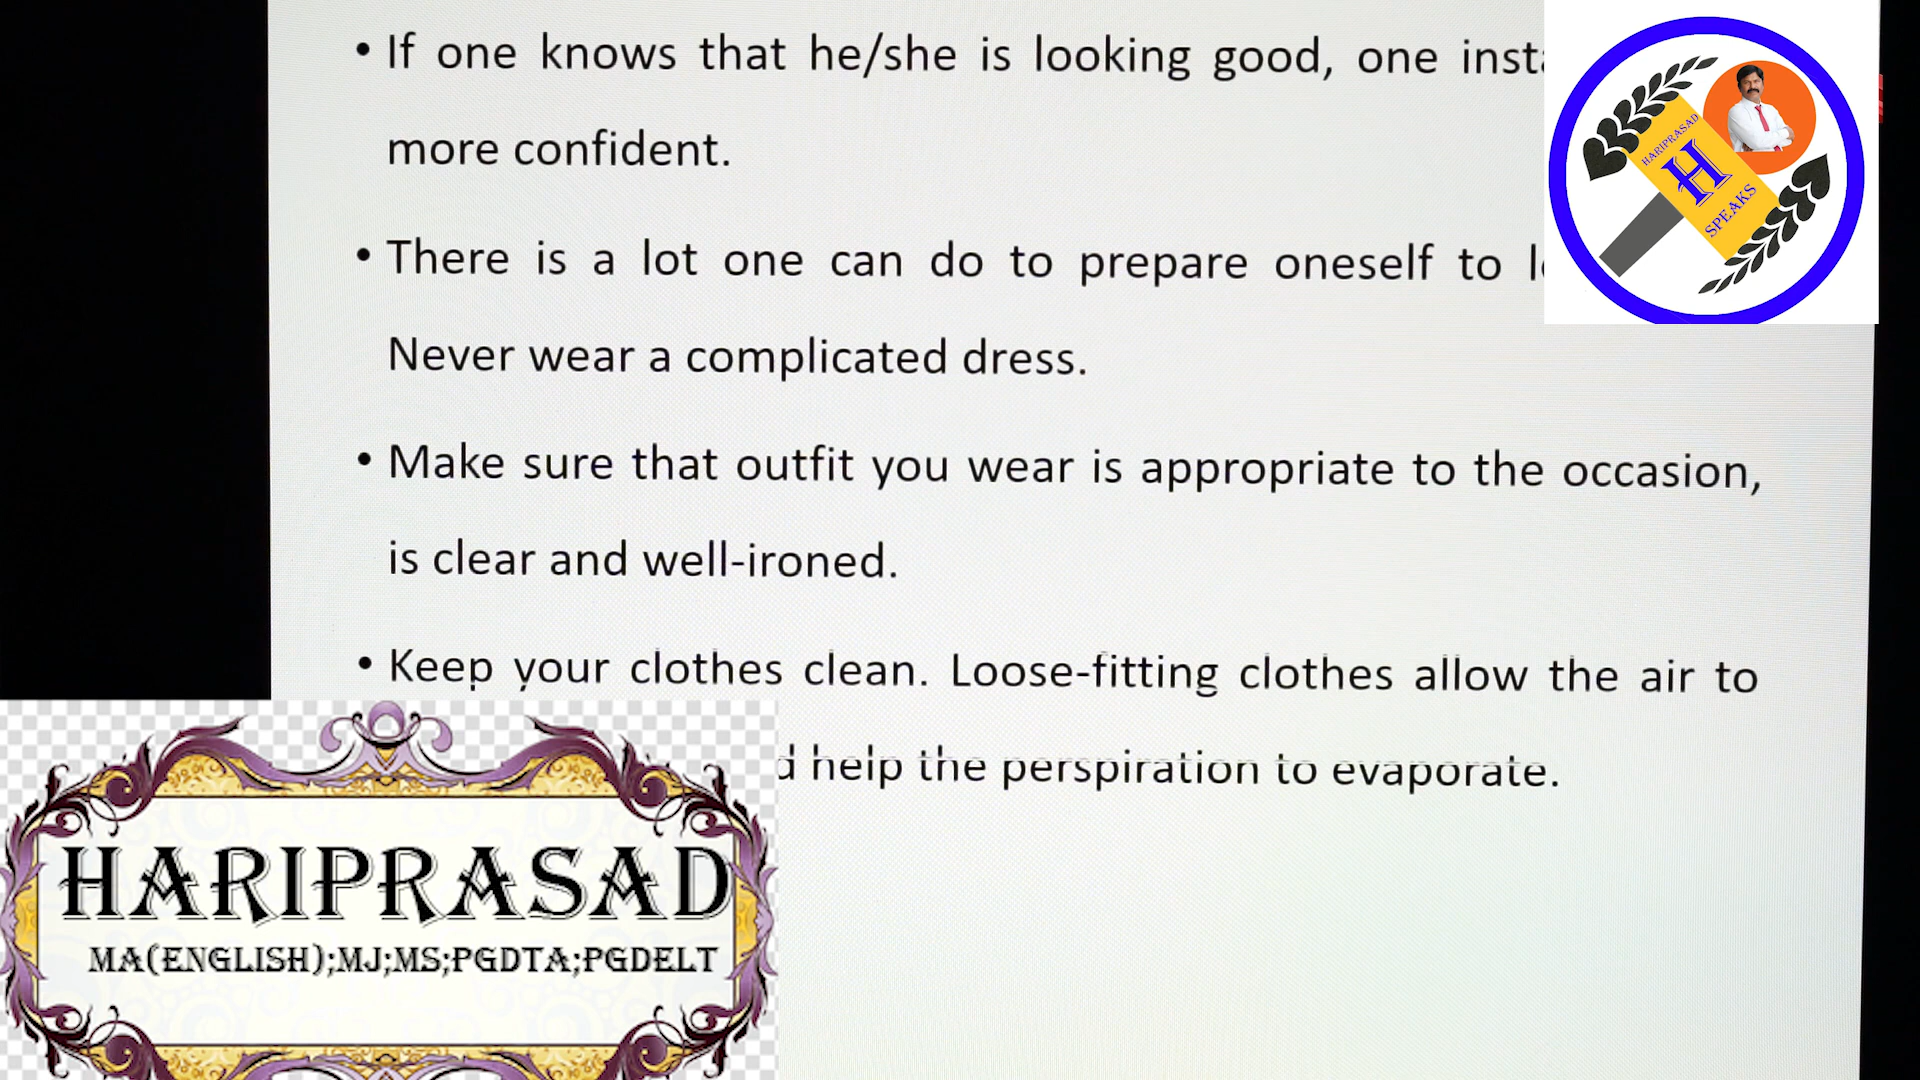 • If one knows that he/she is looking good, one
more confident.
• There is a lot one can do to prepare oneself to
Never wear a complicated dress.
• Make sure that outfit you wear is appropriate to the occasion,
is clear and well-ironed.
• Keep your clothes clean. Loose-fitting clothes allow the air to
help the perspiration to evaporate.
HARIPRASAD
H
SPEAKS
HARIPRASAD
MA(ENGLISH);MJ;MS;PGDTA;PGDELT